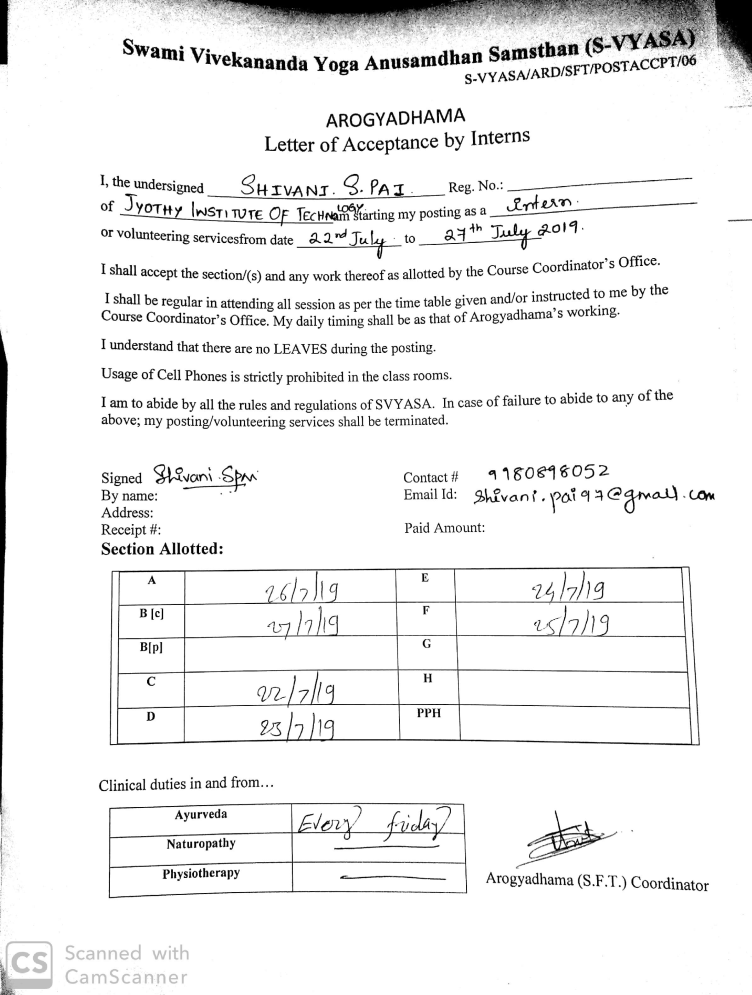 Swami Vivekananda Yoga Anusamdhan Samsthan (S-VYASA)
S-VYASA/ARD/SFT/POSTACCPT/06
AROGYADHAMA
Letter of Acceptance by Interns
I, the undersigned SHIVANI. S. PAI. Reg. No.:
of JYOTHY INSTITUTE OF TECHNOLOGY am starting my posting as a intern.
or volunteering servicesfrom date 22nd July to 27th July 2019.
I shall accept the section/(s) and any work thereof as allotted by the Course Coordinator's Office.
I shall be regular in attending all session as per the time table given and/or instructed to me by the
Course Coordinator's Office. My daily timing shall be as that of Arogyadhama's working.
I understand that there are no LEAVES during the posting.
Usage of Cell Phones is strictly prohibited in the class rooms.
I am to abide by all the rules and regulations of SVYASA. In case of failure to abide to any of the
above; my posting/volunteering services shall be terminated.
Signed Shivani Contact # 9980898052
By name: Email Id: Shivani.pai97@gmail.com
Address:
Receipt #: Paid Amount:
Section Allotted:
A 26/7/19 E 24/7/19
B [c] 27/7/19 F 25/7/19
B[p] G
C 22/7/19 H
D 23/7/19 PPH
Clinical duties in and from…
Ayurveda Every friday
Naturopathy
Physiotherapy
Arogyadhama (S.F.T.) Coordinator
CS Scanned with
CamScanner